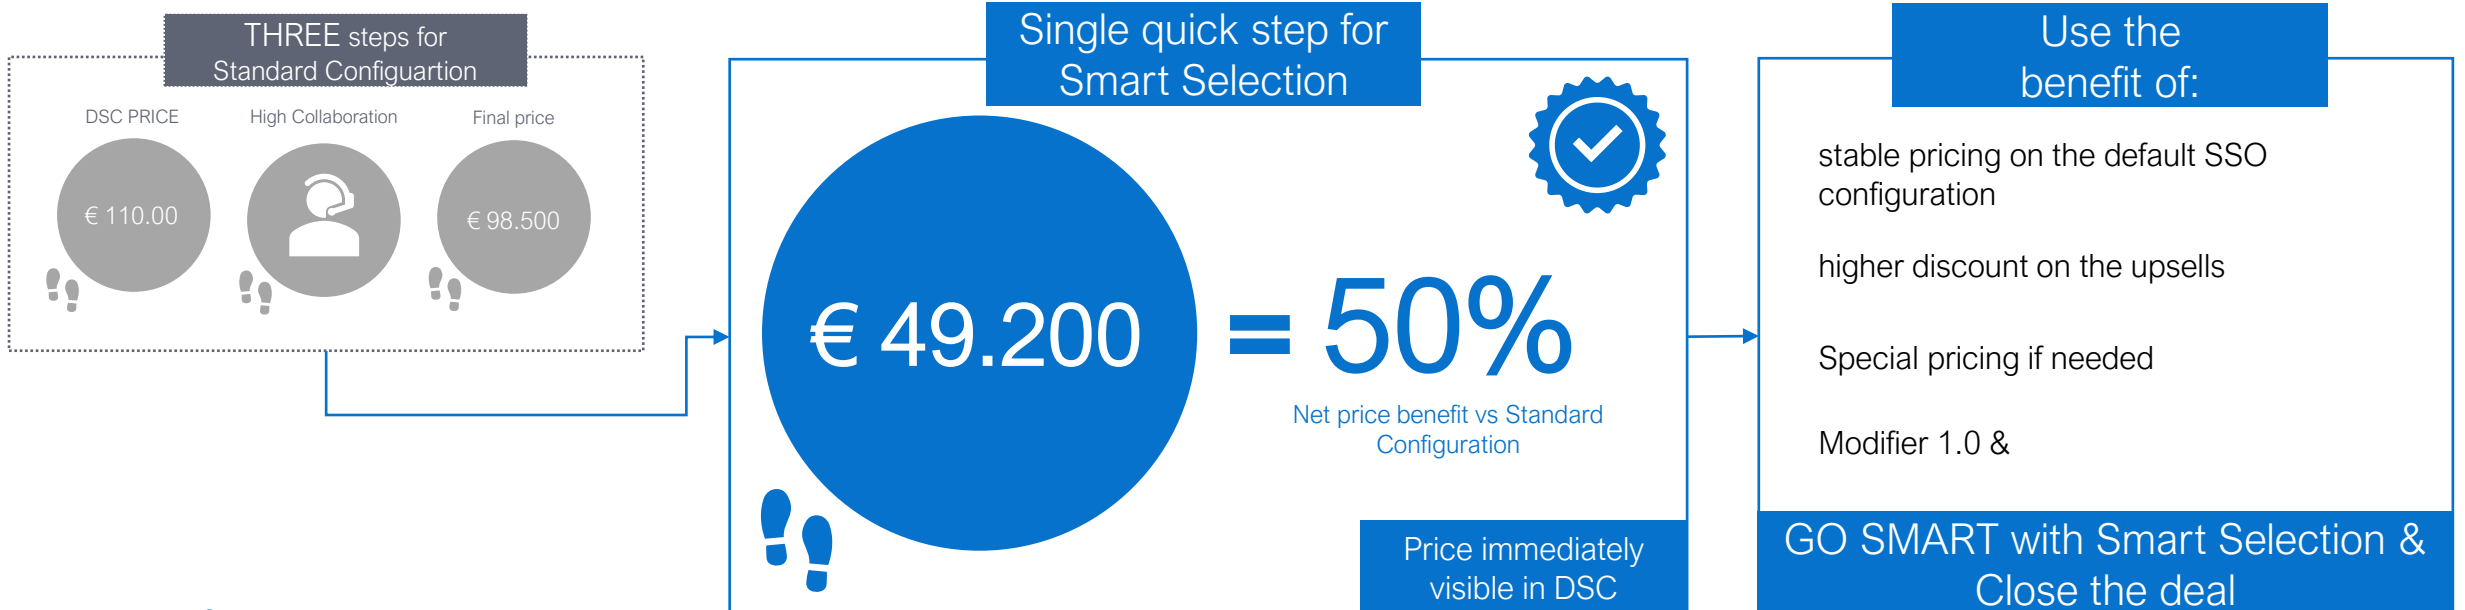 THREE steps for
Standard Configuartion
DSC PRICE
High Collaboration
Final price
€ 110.00
€ 98.500
Single quick step for
Smart Selection
€ 49.200
= 50%
Net price benefit vs Standard
Configuration
Price immediately
visible in DSC
Use the
benefit of:
stable pricing on the default SSO
configuration
higher discount on the upsells
Special pricing if needed
Modifier 1.0 &
GO SMART with Smart Selection &
Close the deal